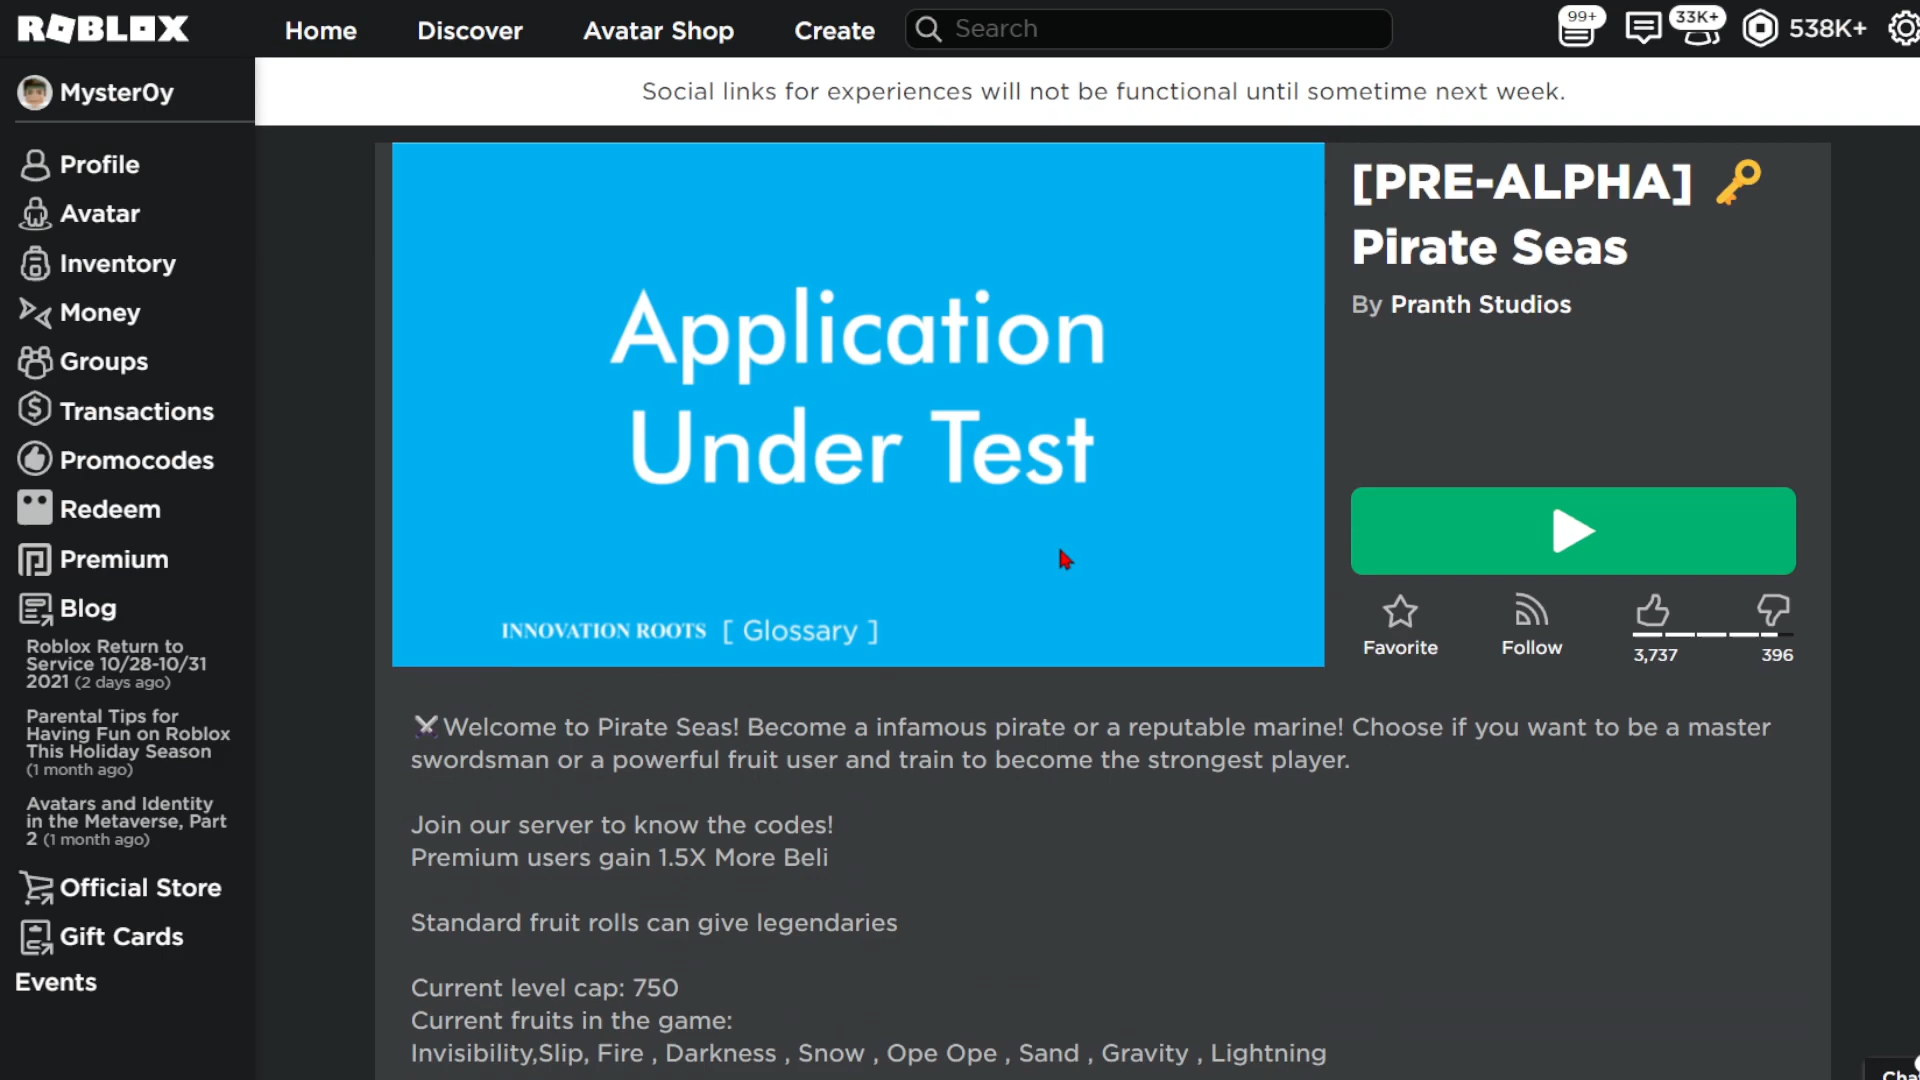 ROBLOX
Home
Discover
Avatar Shop
Create
Search
99+
33K+
538K+
Myster0y
Social links for experiences will not be functional until sometime next week.
Profile
Avatar
Inventory
Money
Groups
Transactions
Promocodes
Redeem
Premium
Blog
Roblox Return to
Service 10/28-10/31
2021 (2 days ago)
Parental Tips for
Having Fun on Roblox
This Holiday Season
(1 month ago)
Avatars and Identity
in the Metaverse, Part
2 (1 month ago)
Official Store
Gift Cards
Events
Application
Under Test
INNOVATION ROOTS [ Glossary ]
[PRE-ALPHA]
Pirate Seas
By Pranth Studios
Favorite
Follow
3,737
396
Welcome to Pirate Seas! Become a infamous pirate or a reputable marine! Choose if you want to be a master
swordsman or a powerful fruit user and train to become the strongest player.
Join our server to know the codes!
Premium users gain 1.5X More Beli
Standard fruit rolls can give legendaries
Current level cap: 750
Current fruits in the game:
Invisibility,Slip, Fire , Darkness , Snow , Ope Ope , Sand , Gravity , Lightning